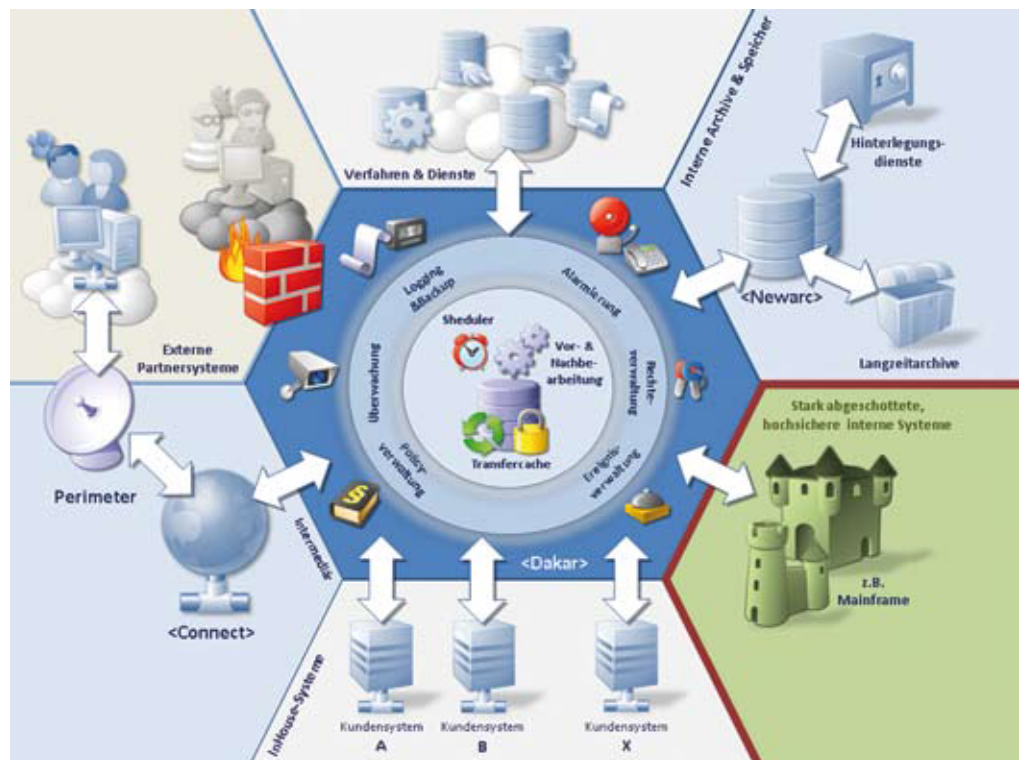 Verfahren & Dienste
Interne Archive & Speicher
Hinterlegungs-
dienste
<Newarc>
Langreitarchive
Externe
Partnersysteme
Logging
&Backup
Alarmierung
Sheduler
Vor- &
Nachbe-
arbeitung
Transfercache
Überwachung
Rechte-
verwaltung
Policy-
verwaltung
Ereignis-
verwaltung
Stark abgeschottete,
hochsichere interne Systeme
z.B.
Mainframe
Perimeter
Intermediär
<Connect>
<Dakar>
InHouse-Systeme
Kundensystem
A
Kundensystem
B
Kundensystem
X